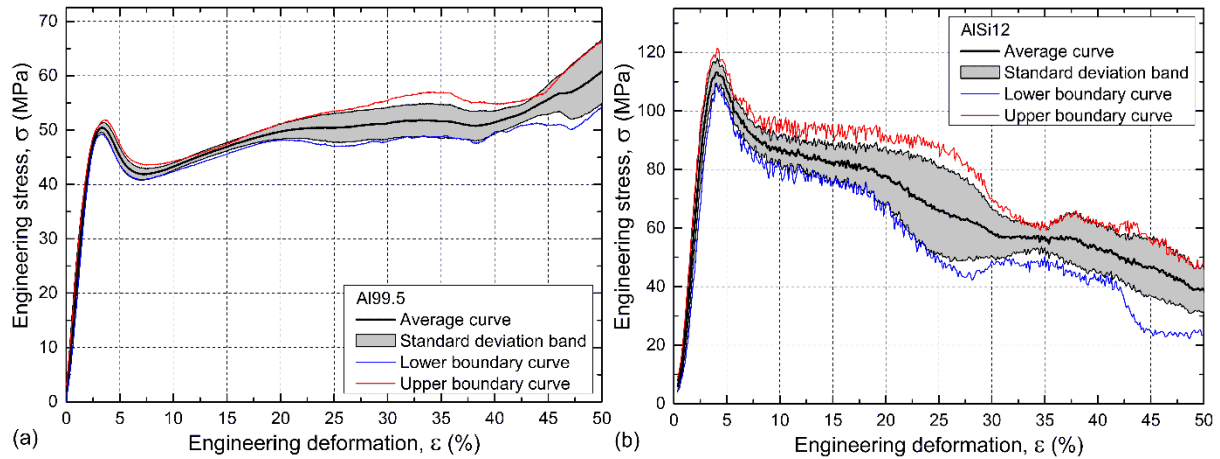 70
60
50
40
30
20
10
0
Engineering stress, σ (MPa)
Al99.5
Average curve
Standard deviation band
Lower boundary curve
Upper boundary curve
0 5 10 15 20 25 30 35 40 45 50
(a) Engineering deformation, ε (%)
120
100
80
60
40
20
0
Engineering stress, σ (MPa)
AlSi12
Average curve
Standard deviation band
Lower boundary curve
Upper boundary curve
0 5 10 15 20 25 30 35 40 45 50
(b) Engineering deformation, ε (%)